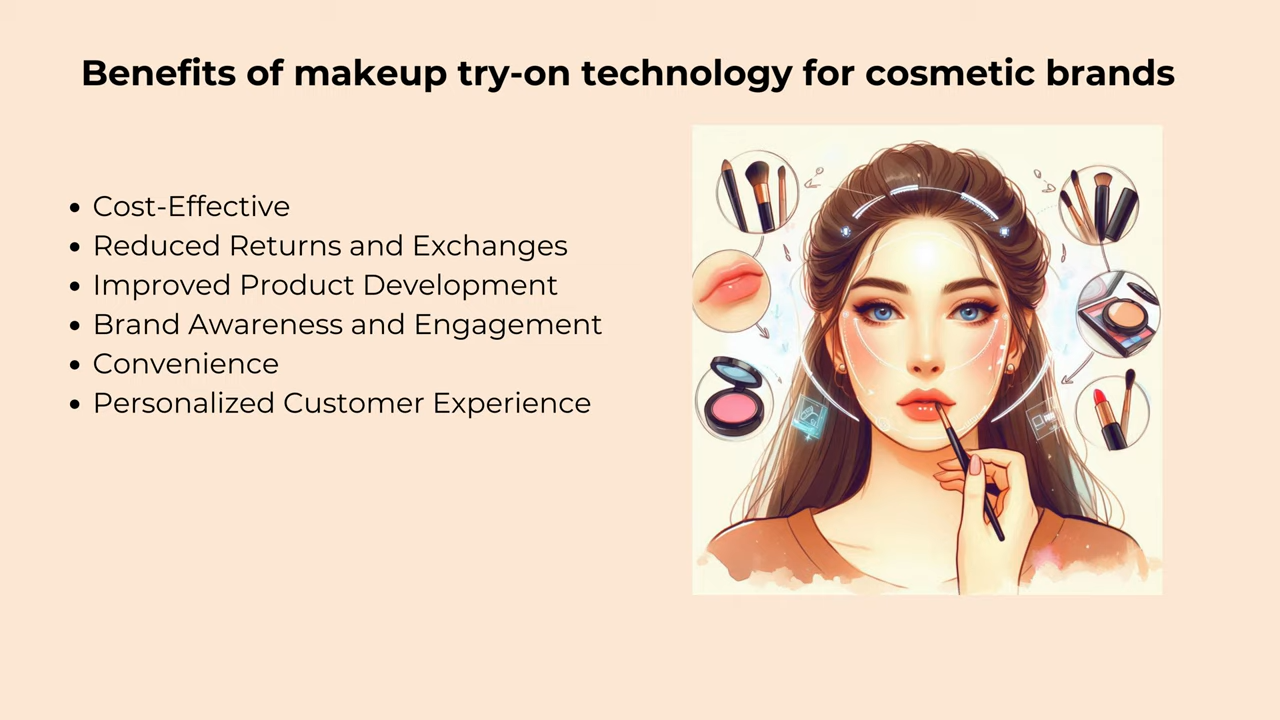 Benefits of makeup try-on technology for cosmetic brands
• Cost-Effective
• Reduced Returns and Exchanges
• Improved Product Development
• Brand Awareness and Engagement
• Convenience
• Personalized Customer Experience